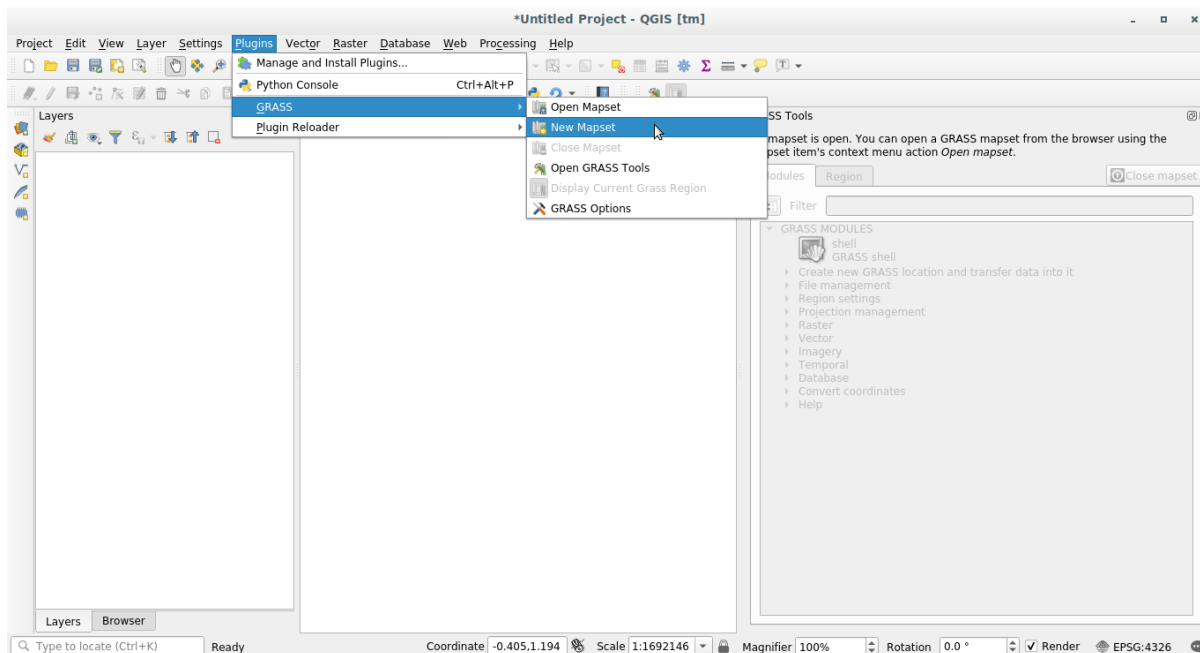 *Untitled Project - QGIS [tm]
Project Edit View Layer Settings Plugins Vector Raster Database Web Processing Help
Manage and Install Plugins...
Python Console Ctrl+Alt+P
GRASS
Plugin Reloader
Open Mapset
New Mapset
Close Mapset
Open GRASS Tools
Display Current Grass Region
GRASS Options
Layers
SS Tools
mapset is open. You can open a GRASS mapset from the browser using the
pset item's context menu action Open mapset.
odules Region Close mapset
Filter
GRASS MODULES
shell
GRASS shell
Create new GRASS location and transfer data into it
File management
Region settings
Projection management
Raster
Vector
Imagery
Temporal
Database
Convert coordinates
Help
Layers Browser
Type to locate (Ctrl+K) Ready Coordinate -0.405,1.194 Scale 1:1692146 Magnifier 100% Rotation 0.0 ° Render EPSG:4326